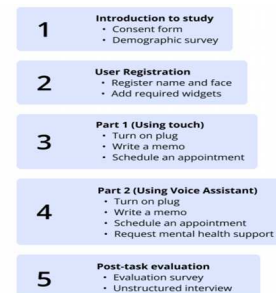 1
Introduction to study
• Consent form
• Demographic survey
2
User Registration
• Register name and face
• Add required widgets
3
Part 1 (Using touch)
• Turn on plug
• Write a memo
• Schedule an appointment
4
Part 2 (Using Voice Assistant)
• Turn on plug
• Write a memo
• Schedule an appointment
• Request mental health support
5
Post-task evaluation
• Evaluation survey
• Unstructured interview